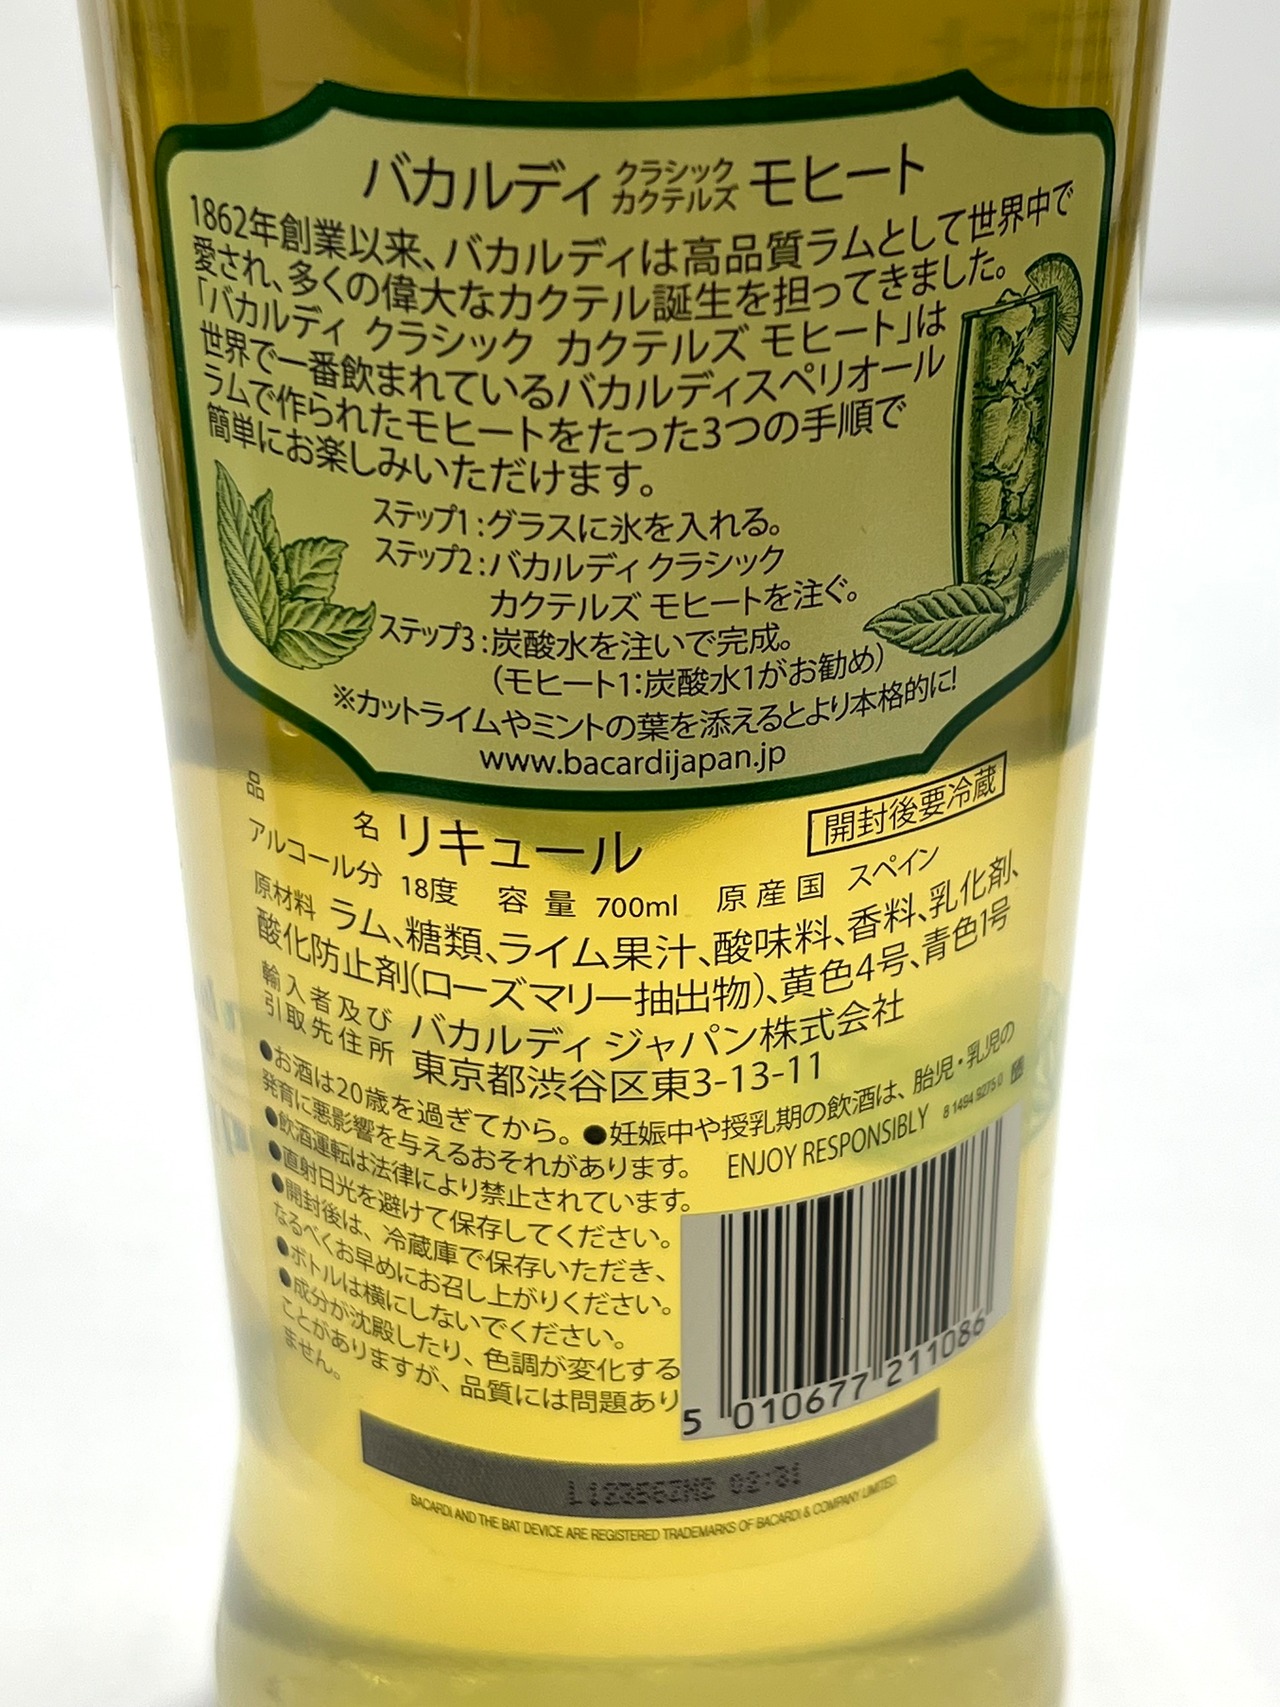 バカルディ クラシック カクテルズ モヒート
1862年創業以来、バカルディは高品質ラムとして世界中で
愛され、多くの偉大なカクテル誕生を担ってきました。
「バカルディ クラシック カクテルズ モヒート」は
世界で一番飲まれているバカルディスペリオール
ラムで作られたモヒートをたった3つの手順で
簡単にお楽しみいただけます。
ステップ1:グラスに氷を入れる。
ステップ2:バカルディ クラシック
カクテルズ モヒートを注ぐ。
ステップ3:炭酸水を注いで完成。
(モヒート1:炭酸水1がお勧め)
※カットライムやミントの葉を添えるとより本格的に!
www.bacardijapan.jp
開封後要冷蔵
品名 リキュール
アルコール分 18度 容量 700ml 原産国 スペイン
原材料 ラム、糖類、ライム果汁、酸味料、香料、乳化剤、
酸化防止剤(ローズマリー抽出物)、黄色4号、青色1号
輸入者及び 引取先住所 バカルディ ジャパン株式会社
東京都渋谷区東3-13-11
●お酒は20歳を過ぎてから。●妊娠中や授乳期の飲酒は、胎児・乳児の
発育に悪影響を与えるおそれがあります。
ENJOY RESPONSIBLY
●飲酒運転は法律により禁止されています。
●直射日光を避けて保存してください。
●開封後は、冷蔵庫で保存いただき、
なるべくお早めにお召し上がりください。
●ボトルは横にしないでください。
●成分が沈殿したり、色調が変化する
ことがありますが、品質には問題あり
ません。
5 010677 211086
BACARDI AND THE BAT DEVICE ARE REGISTERED TRADEMARKS OF BACARDI & COMPANY LIMITED.